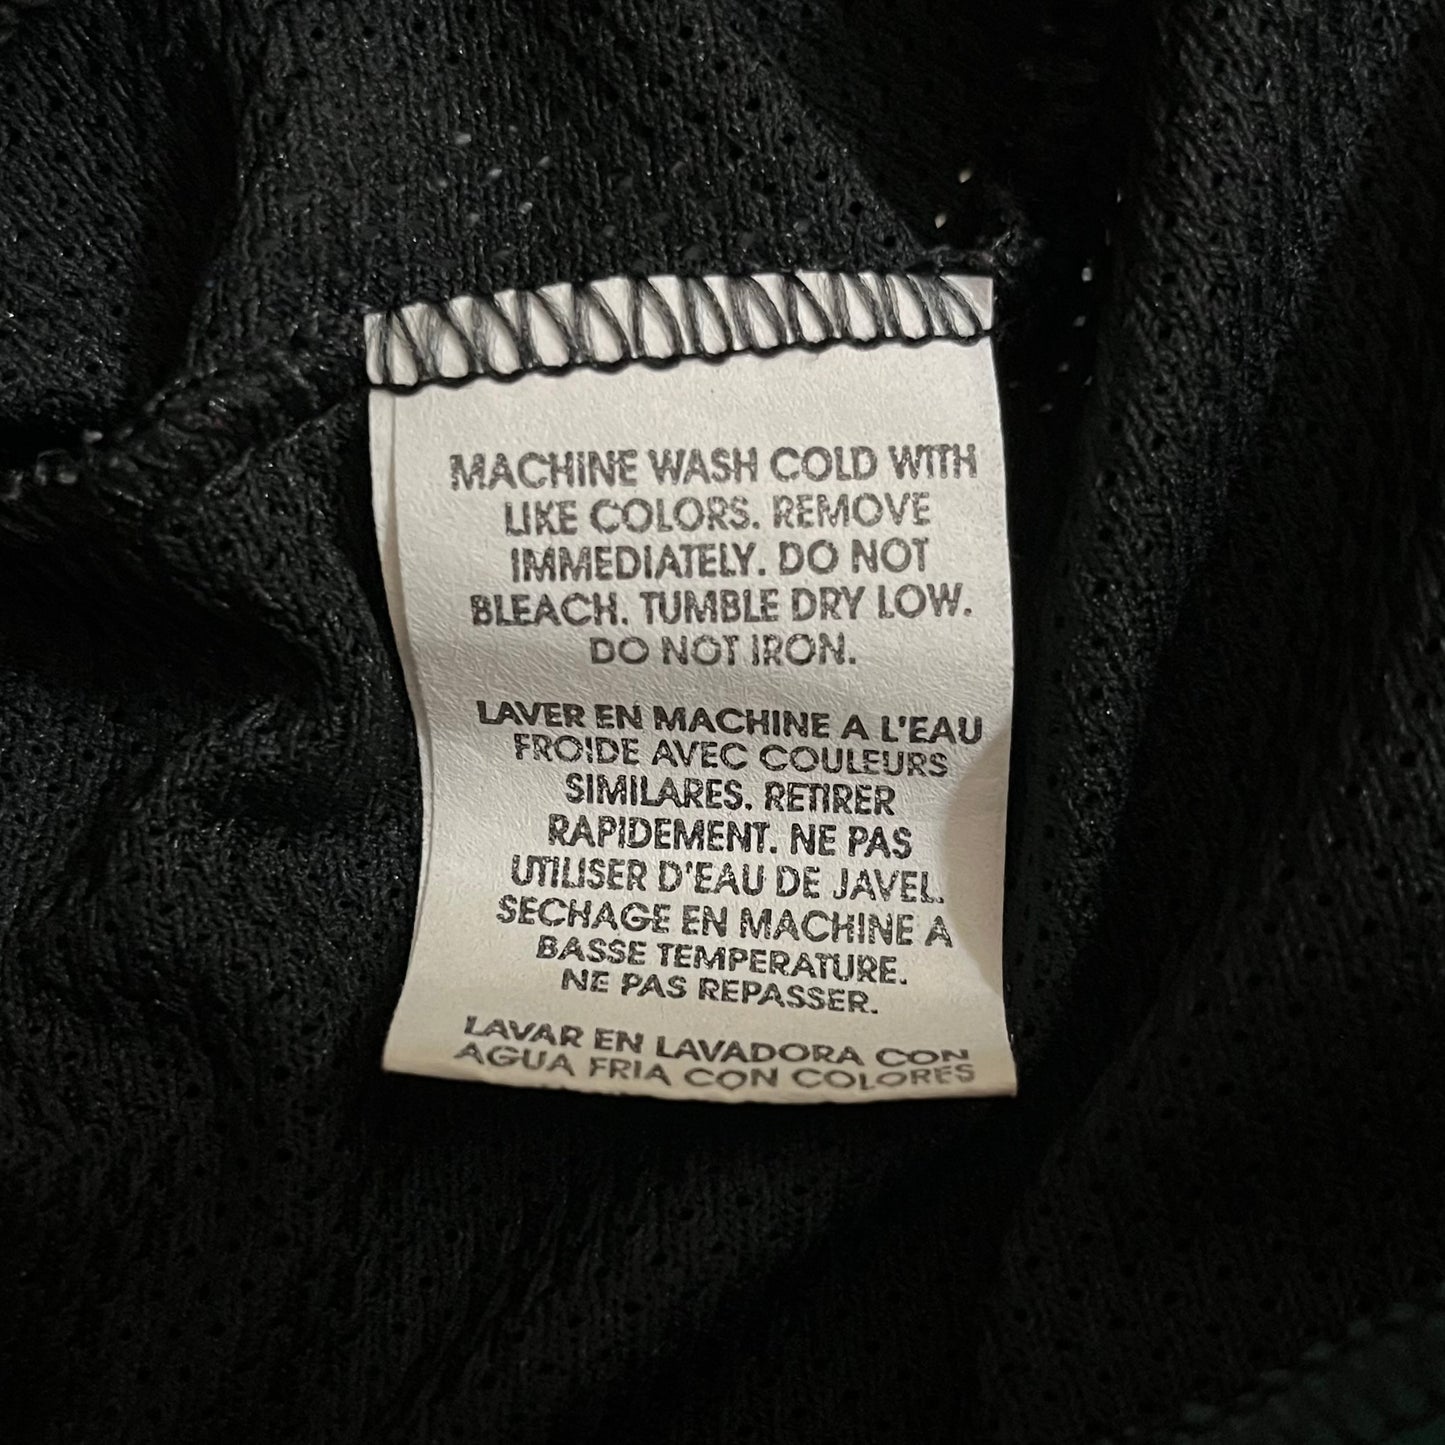 MACHINE WASH COLD WITH
LIKE COLORS. REMOVE
IMMEDIATELY. DO NOT
BLEACH. TUMBLE DRY LOW.
DO NOT IRON.
LAVER EN MACHINE A L'EAU
FROIDE AVEC COULEURS
SIMILARES. RETIRER
RAPIDEMENT. NE PAS
UTILISER D'EAU DE JAVEL.
SECHAGE EN MACHINE A
BASSE TEMPERATURE.
NE PAS REPASSER.
LAVAR EN LAVADORA CON
AGUA FRIA CON COLORES